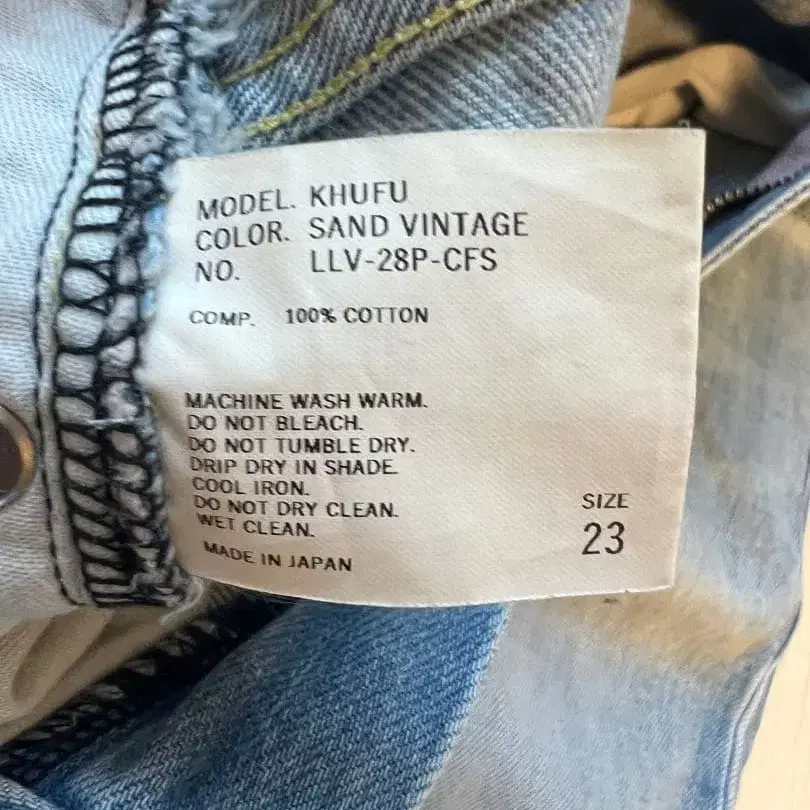 MODEL. KHUFU
COLOR. SAND VINTAGE
NO. LLV-28P-CFS
COMP. 100% COTTON
MACHINE WASH WARM.
DO NOT BLEACH.
DO NOT TUMBLE DRY.
DRIP DRY IN SHADE.
COOL IRON.
DO NOT DRY CLEAN.
WET CLEAN.
MADE IN JAPAN
SIZE
23